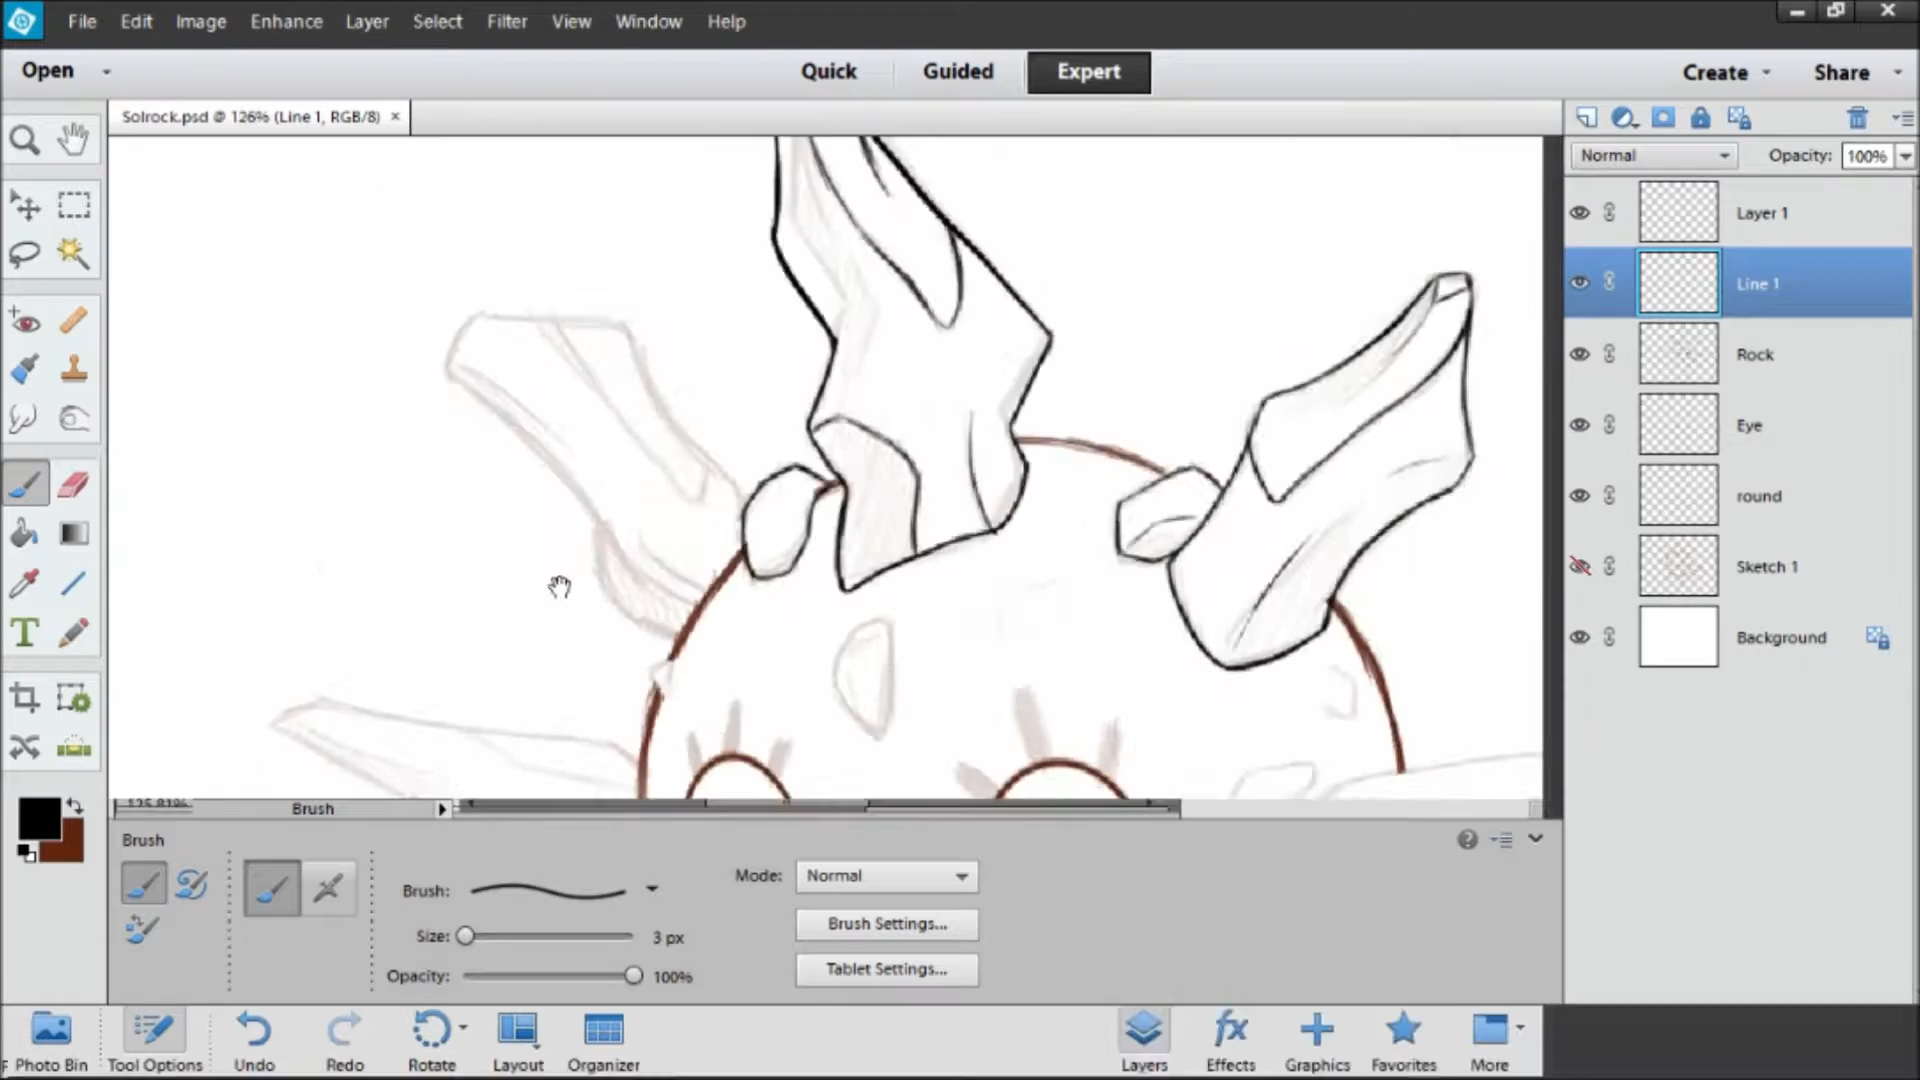 File Edit Image Enhance Layer Select Filter View Window Help
Open Quick Guided Expert Create Share
Solrock.psd @ 126% (Line 1, RGB/8) ×
Normal Opacity: 100%
Layer 1
Line 1
Rock
Eye
round
Sketch 1
Background
125.81% Brush
Brush
Brush:
Size: 3 px
Opacity: 100%
Mode: Normal
Brush Settings...
Tablet Settings...
Photo Bin Tool Options Undo Redo Rotate Layout Organizer Layers Effects Graphics Favorites More